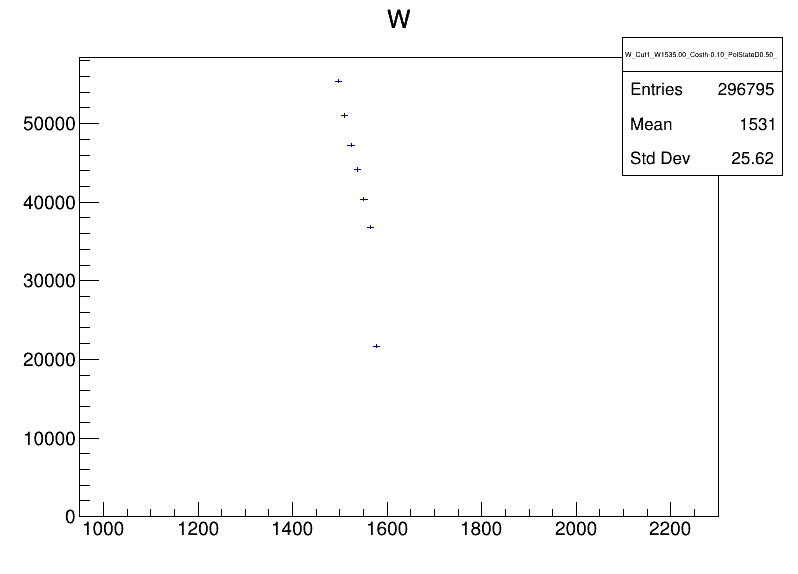 W
W_Cut1_W1535.00_Costh-0.10_PolStateD0.50_
Entries 296795
Mean 1531
Std Dev 25.62
50000
40000
30000
20000
10000
0
1000 1200 1400 1600 1800 2000 2200